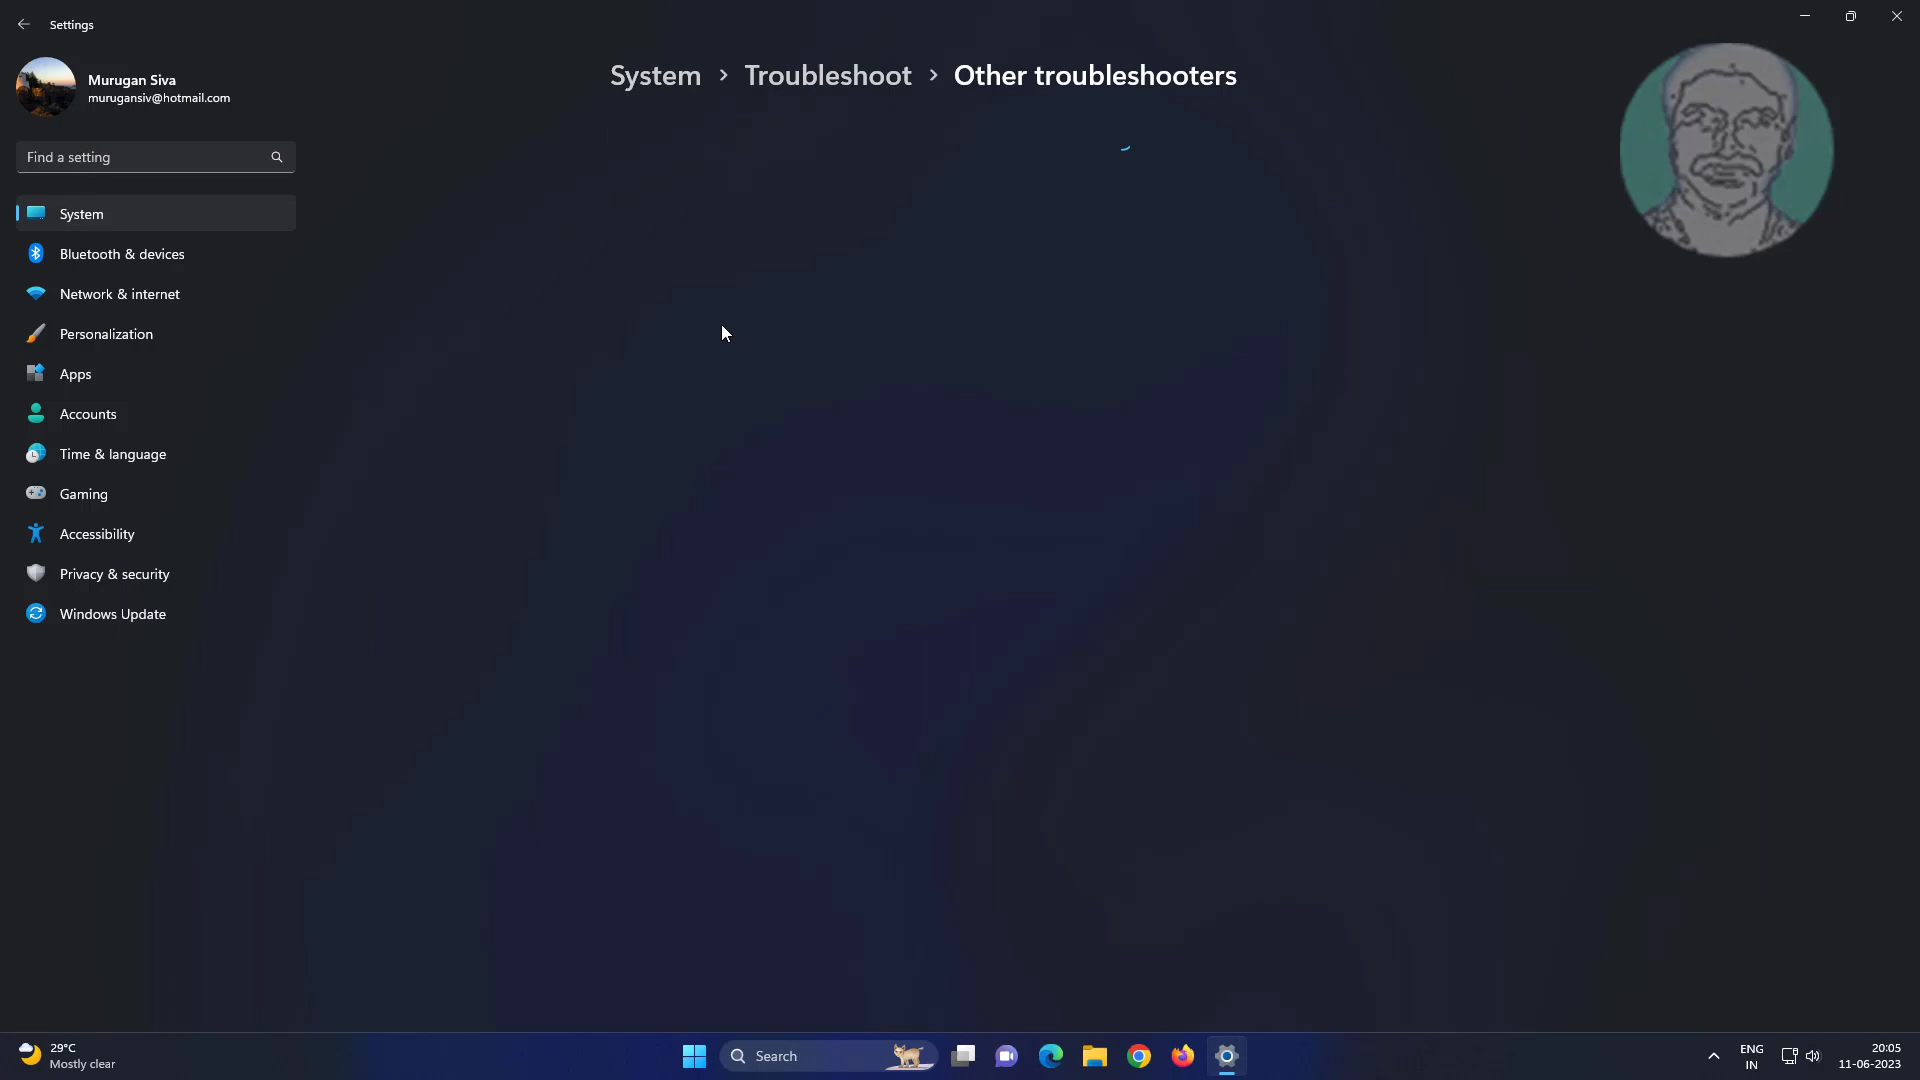 Settings
Murugan Siva
murugansiv@hotmail.com
System > Troubleshoot > Other troubleshooters
Find a setting
System
Bluetooth & devices
Network & internet
Personalization
Apps
Accounts
Time & language
Gaming
Accessibility
Privacy & security
Windows Update
29°C
Mostly clear
Search
ENG
IN
20:05
11-06-2023